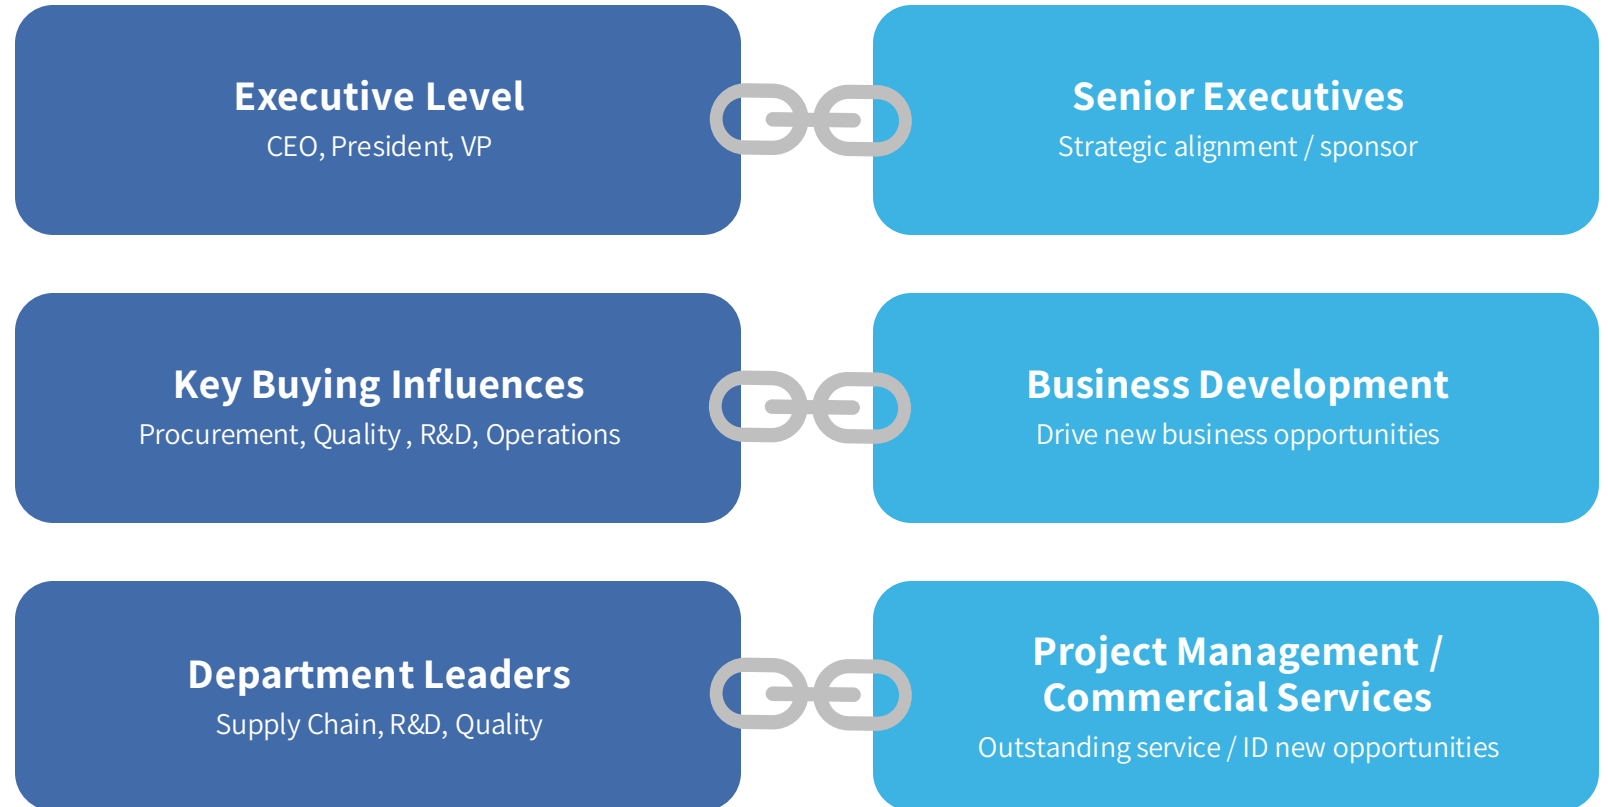 Executive Level
CEO, President, VP
Senior Executives
Strategic alignment / sponsor
Key Buying Influences
Procurement, Quality , R&D, Operations
Business Development
Drive new business opportunities
Department Leaders
Supply Chain, R&D, Quality
Project Management /
Commercial Services
Outstanding service / ID new opportunities